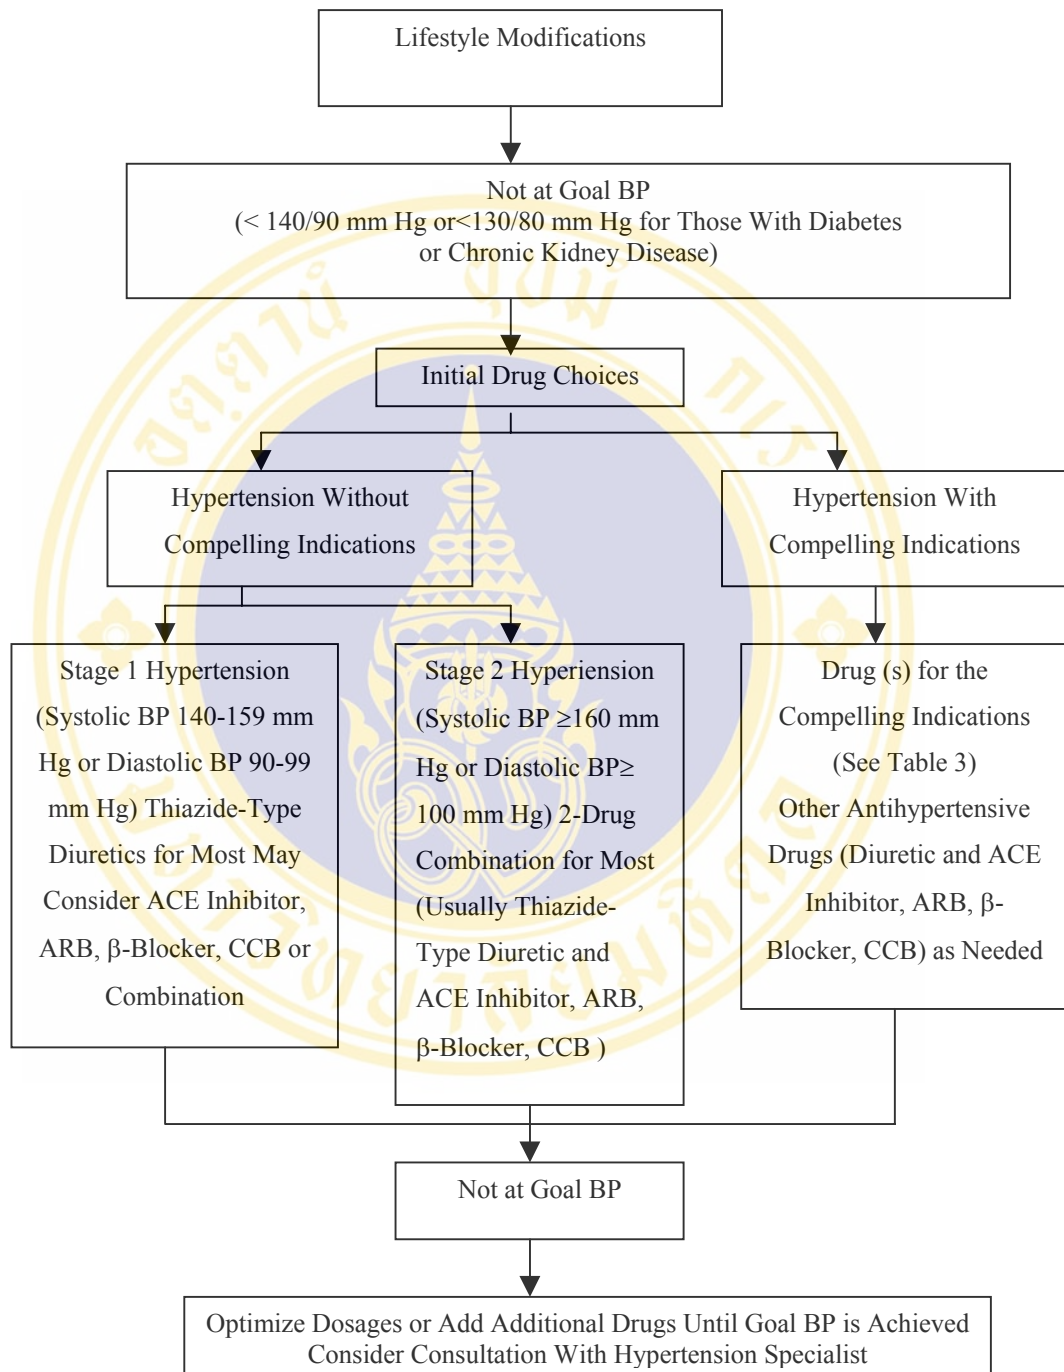 Lifestyle Modifications
Not at Goal BP
(< 140/90 mm Hg or<130/80 mm Hg for Those With Diabetes
or Chronic Kidney Disease)
Initial Drug Choices
Hypertension Without
Compelling Indications
Hypertension With
Compelling Indications
Stage 1 Hypertension
(Systolic BP 140-159 mm
Hg or Diastolic BP 90-99
mm Hg) Thiazide-Type
Diuretics for Most May
Consider ACE Inhibitor,
ARB, β-Blocker, CCB or
Combination
Stage 2 Hyperiension
(Systolic BP ≥160 mm
Hg or Diastolic BP≥
100 mm Hg) 2-Drug
Combination for Most
(Usually Thiazide-
Type Diuretic and
ACE Inhibitor, ARB,
β-Blocker, CCB )
Drug (s) for the
Compelling Indications
(See Table 3)
Other Antihypertensive
Drugs (Diuretic and ACE
Inhibitor, ARB, β-
Blocker, CCB) as Needed
Not at Goal BP
Optimize Dosages or Add Additional Drugs Until Goal BP is Achieved
Consider Consultation With Hypertension Specialist